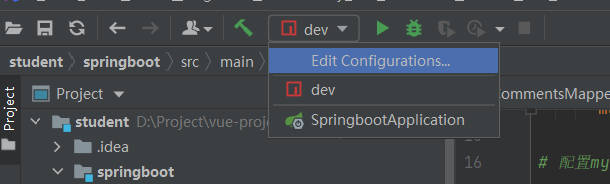 dev
student springboot src main
Edit Configurations...
dev
SpringbootApplication
Project
Project
student D:\Project\vue-proj
.idea
springboot
ommentsMappe
16 # 配置my